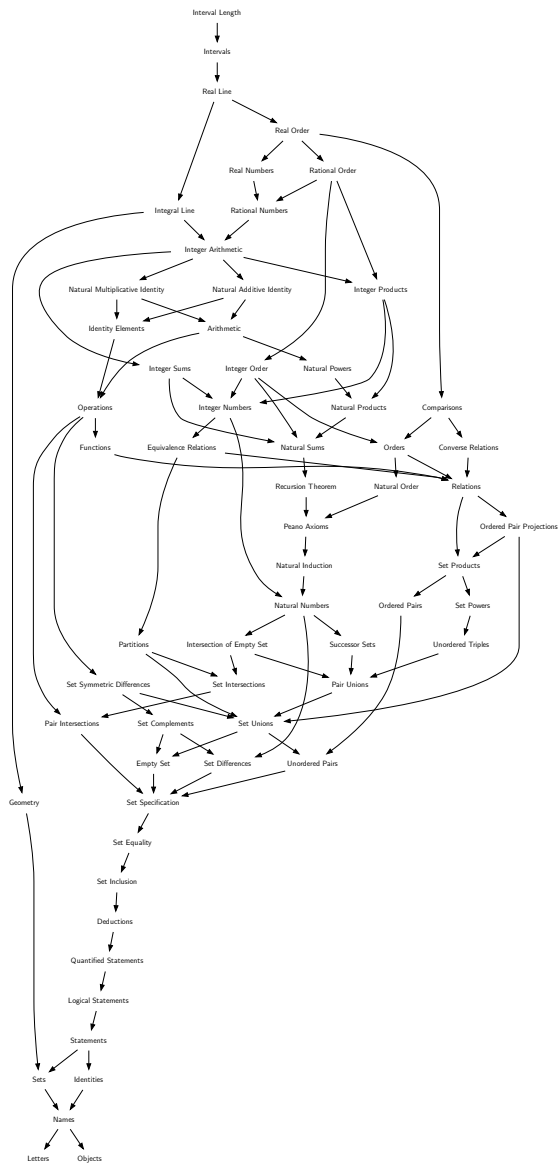 Interval Length
Intervals
Real Line
Real Order
Real Numbers Rational Order
Integral Line Rational Numbers
Integer Arithmetic
Natural Multiplicative Identity Natural Additive Identity Integer Products
Identity Elements Arithmetic
Integer Sums Integer Order Natural Powers
Operations Integer Numbers Natural Products Comparisons
Functions Equivalence Relations Natural Sums Orders Converse Relations
Recursion Theorem Natural Order Relations
Peano Axioms Ordered Pair Projections
Natural Induction Set Products
Natural Numbers Ordered Pairs Set Powers
Partitions Intersection of Empty Set Successor Sets Unordered Triples
Set Symmetric Differences Set Intersections Pair Unions
Pair Intersections Set Complements Set Unions
Empty Set Set Differences Unordered Pairs
Geometry Set Specification
Set Equality
Set Inclusion
Deductions
Quantified Statements
Logical Statements
Statements
Sets Identities
Names
Letters Objects